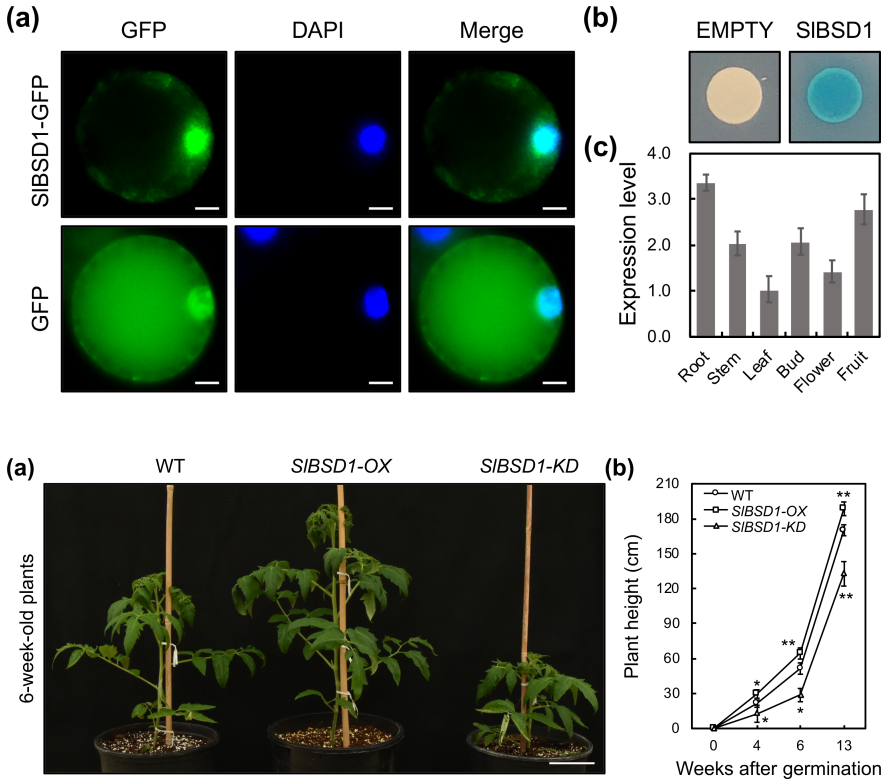 (a)
GFP
DAPI
Merge
SlBSD1-GFP
GFP
(b)
EMPTY
SlBSD1
(c)
Expression level
4.0
3.0
2.0
1.0
0.0
Root
Stem
Leaf
Bud
Flower
Fruit
(a)
WT
SlBSD1-OX
SlBSD1-KD
6-week-old plants
(b)
Plant height (cm)
210
180
150
120
90
60
30
0
WT
SlBSD1-OX
SlBSD1-KD
**
**
**
*
*
*
0
4
6
13
Weeks after germination